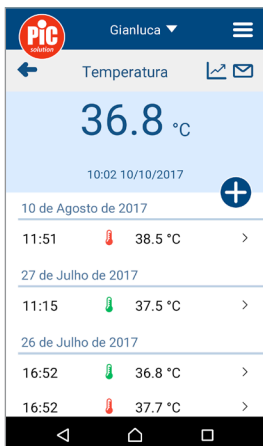 PiC
solution
Gianluca
Temperatura
36.8 °C
10:02 10/10/2017
10 de Agosto de 2017
11:51 38.5 °C
27 de Julho de 2017
11:15 37.5 °C
26 de Julho de 2017
16:52 36.8 °C
16:52 37.7 °C